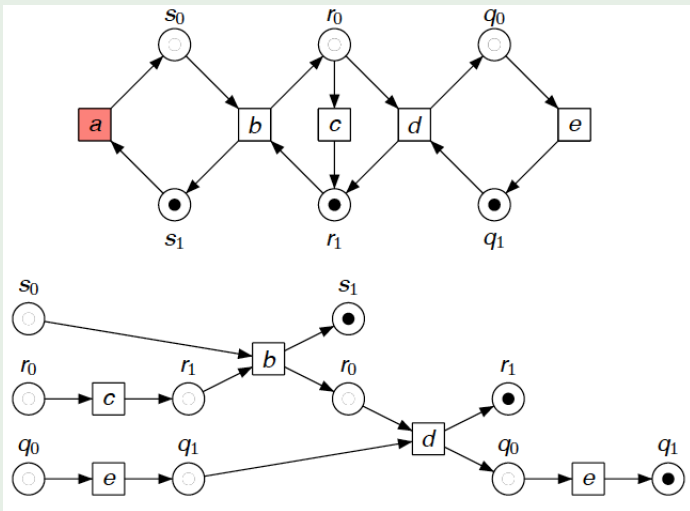 s₀ r₀ q₀
a b c d e
s₁ r₁ q₁
s₀ s₁
b
r₀ c r₁ r₀ r₁
d
q₀ e q₁ q₀ e q₁